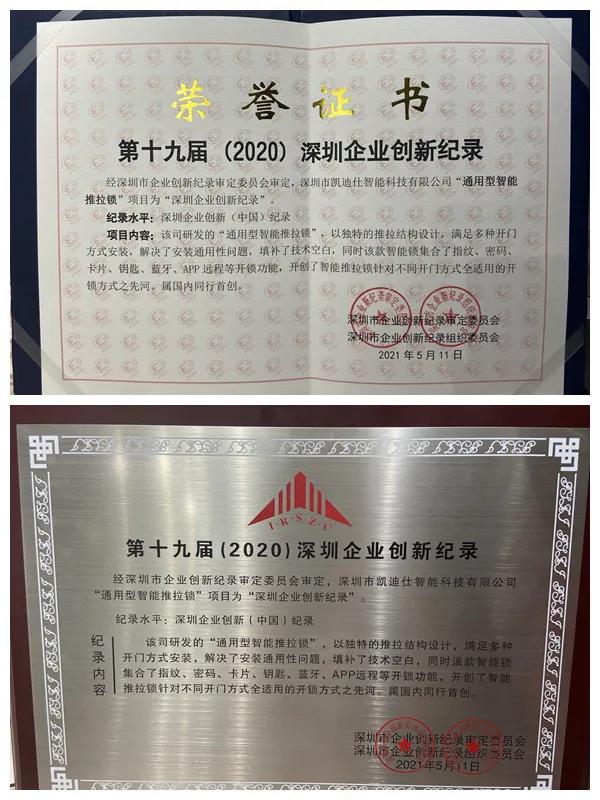 荣誉证书
第十九届（2020）深圳企业创新纪录
经深圳市企业创新纪录审定委员会审定，深圳市凯迪仕智能科技有限公司“通用型智能
推拉锁”项目为“深圳企业创新纪录”。
纪录水平：深圳企业创新（中国）纪录
项目内容：该司研发的“通用型智能推拉锁”，以独特的推拉结构设计，满足多种开门
方式安装，解决了安装通用性问题，填补了技术空白，同时该款智能锁集合了指纹、密码、
卡片、钥匙、蓝牙、APP 远程等开锁功能，开创了智能推拉锁针对不同开门方式全适用的开
锁方式之先河。属国内同行首创。
深圳市企业创新纪录审定委员会
深圳市企业创新纪录组织委员会
2021 年 5 月 11 日
I·R·S·Z·C
第十九届(2020)深圳企业创新纪录
经深圳市企业创新纪录审定委员会审定，深圳市凯迪仕智能科技有限公司
“通用型智能推拉锁”项目为“深圳企业创新纪录”。
纪录水平：深圳企业创新（中国）纪录
纪录内容
该司研发的“通用型智能推拉锁”，以独特的推拉结构设计，满足多种
开门方式安装，解决了安装通用性问题，填补了技术空白，同时该款智能锁
集合了指纹、密码、卡片、钥匙、蓝牙、APP远程等开锁功能，开创了智能
推拉锁针对不同开门方式全适用的开锁方式之先河。属国内同行首创。
深圳市企业创新纪录审定委员会
深圳市企业创新纪录组织委员会
2021年5月11日